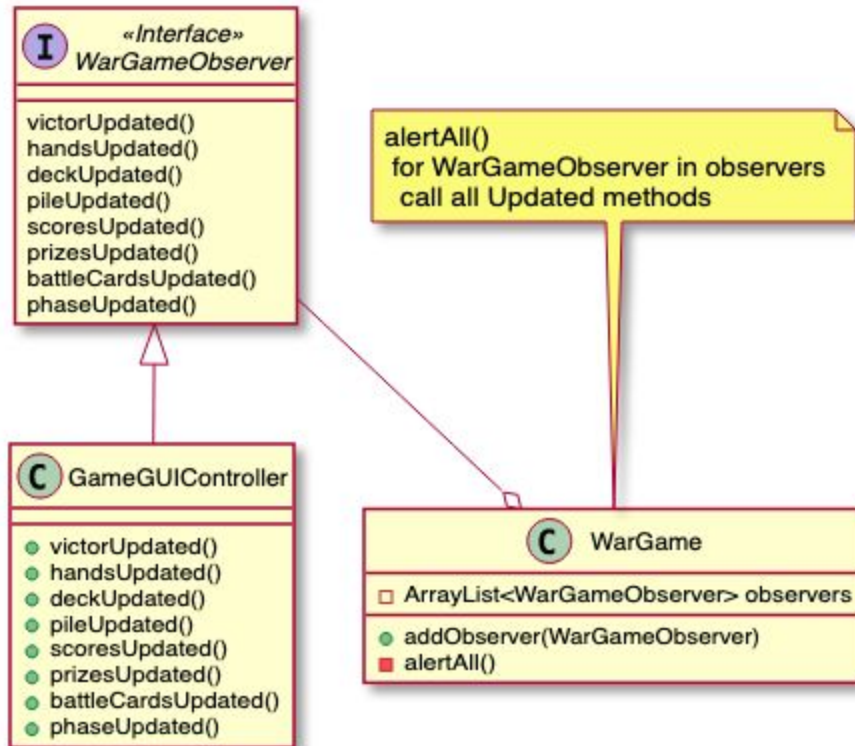 I
«Interface»
WarGameObserver
victorUpdated()
handsUpdated()
deckUpdated()
pileUpdated()
scoresUpdated()
prizesUpdated()
battleCardsUpdated()
phaseUpdated()
alertAll()
for WarGameObserver in observers
call all Updated methods
C GameGUIController
victorUpdated()
handsUpdated()
deckUpdated()
pileUpdated()
scoresUpdated()
prizesUpdated()
battleCardsUpdated()
phaseUpdated()
C WarGame
ArrayList<WarGameObserver> observers
addObserver(WarGameObserver)
alertAll()